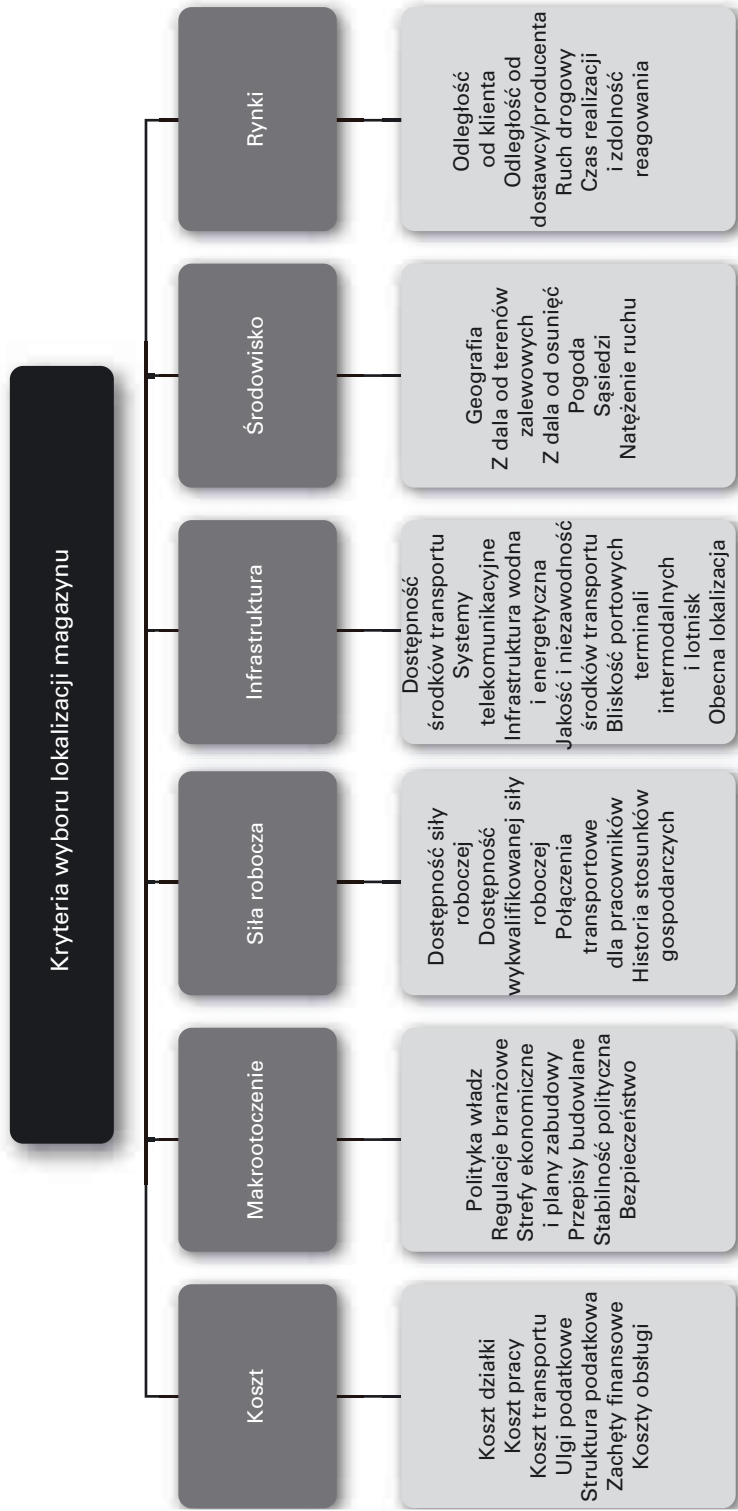 Kryteria wyboru lokalizacji magazynu
Koszt
Koszt działki
Koszt pracy
Koszt transportu
Ulgi podatkowe
Struktura podatkowa
Zachęty finansowe
Koszty obsługi
Makrootoczenie
Polityka władz
Regulacje branżowe
Strefy ekonomiczne
i plany zabudowy
Przepisy budowlane
Stabilność polityczna
Bezpieczeństwo
Siła robocza
Dostępność siły
roboczej
Dostępność
wykwalifikowanej siły
roboczej
Połączenia
transportowe
dla pracowników
Historia stosunków
gospodarczych
Infrastruktura
Dostępność
środków transportu
Systemy
telekomunikacyjne
Infrastruktura wodna
i energetyczna
Jakość i niezawodność
środków transportu
Bliskość portowych
terminali
intermodalnych
i lotnisk
Obecna lokalizacja
Środowisko
Geografia
Z dala od terenów
zalewowych
Z dala od osunięć
Pogoda
Sąsiedzi
Natężenie ruchu
Rynki
Odległość
od klienta
Odległość od
dostawcy/producenta
Ruch drogowy
Czas realizacji
i zdolność
reagowania